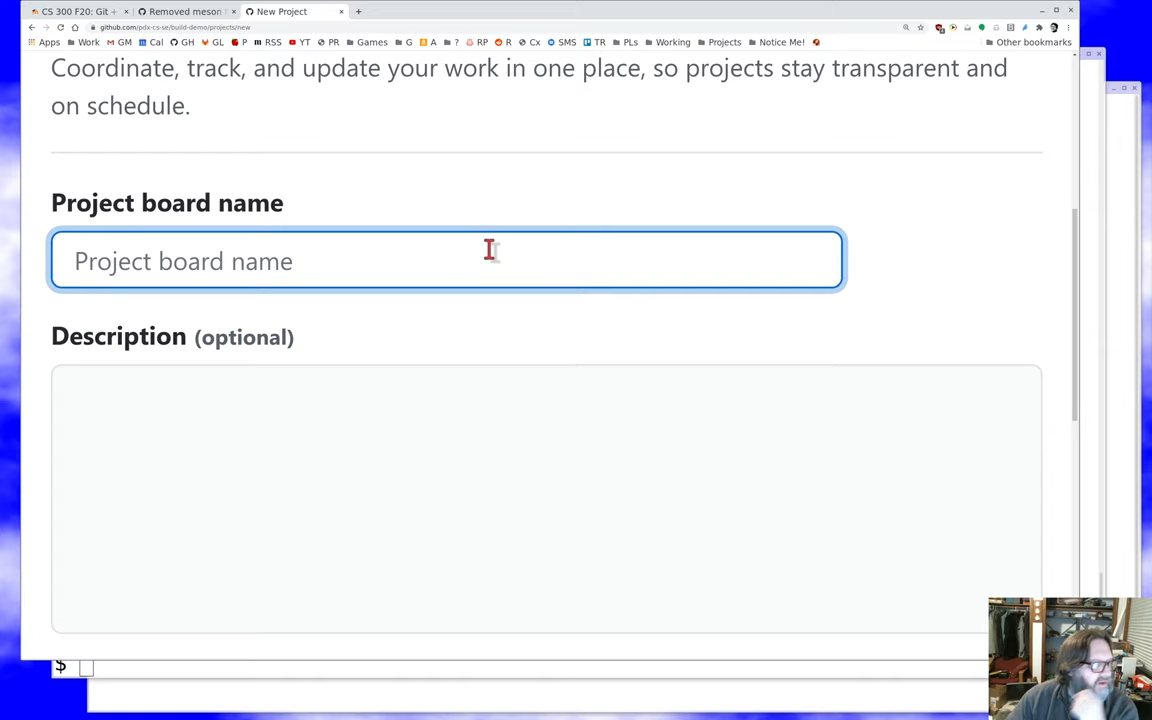 CS 300 F20: Git
Removed meson
New Project
github.com/pdx-cs-se/build-demo/projects/new
Apps Work GM Cal GH GL P RSS YT PR Games G A ? RP R Cx SMS TR PLs Working Projects Notice Me! Other bookmarks
Coordinate, track, and update your work in one place, so projects stay transparent and
on schedule.
Project board name
Project board name
Description (optional)
$